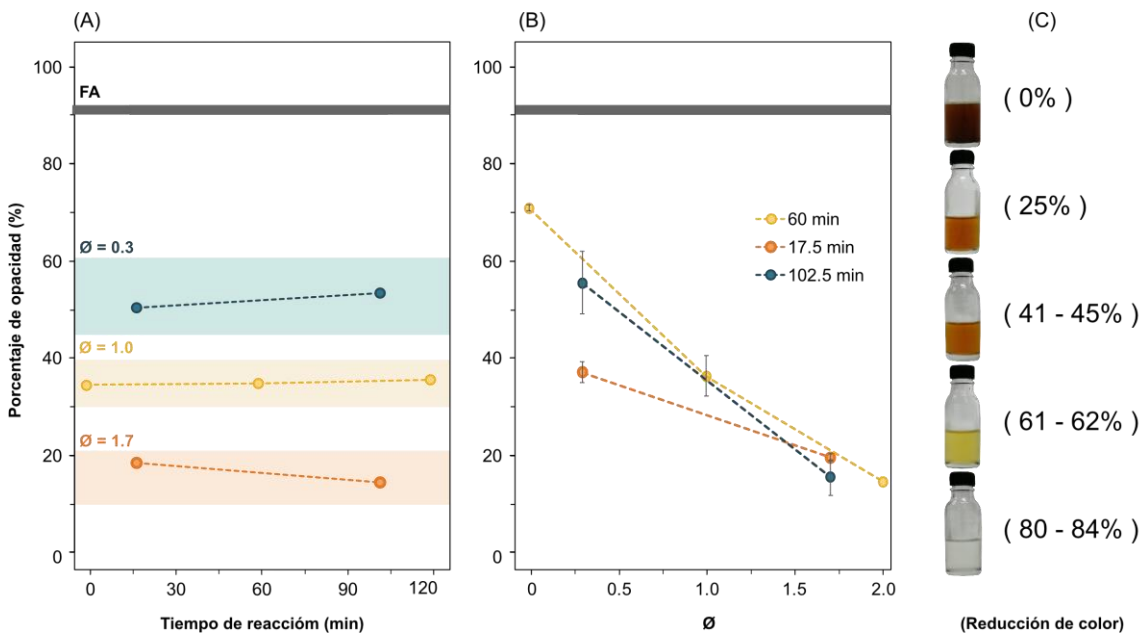 (A)
(B)
(C)
Porcentaje de opacidad (%)
100
80
60
40
20
0
FA
Ø = 0.3
Ø = 1.0
Ø = 1.7
0
30
60
90
120
Tiempo de reaccióm (min)
100
80
60
40
20
0
60 min
17.5 min
102.5 min
0
0.5
1.0
1.5
2.0
Ø
( 0% )
( 25% )
( 41 - 45% )
( 61 - 62% )
( 80 - 84% )
(Reducción de color)